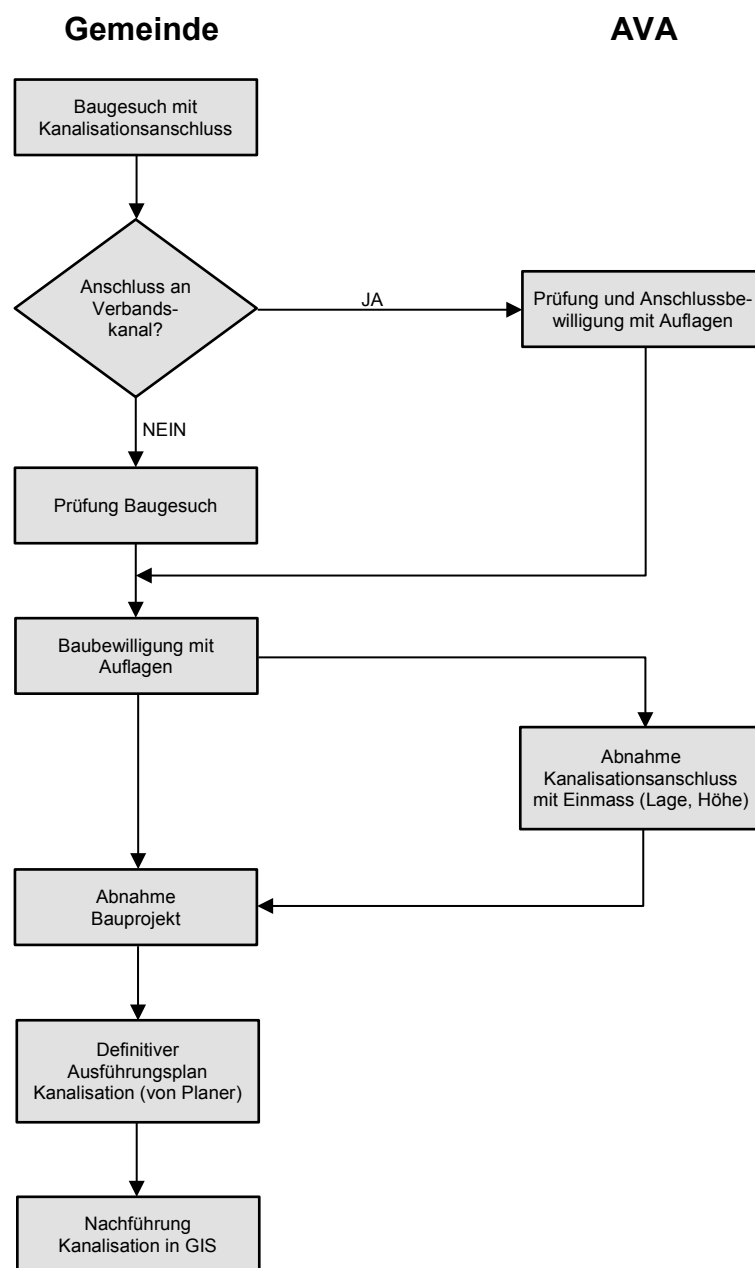 Gemeinde
AVA
Baugesuch mit
Kanalisationsanschluss
Anschluss an
Verbands-
kanal?
JA
Prüfung und Anschlussbe-
willigung mit Auflagen
NEIN
Prüfung Baugesuch
Baubewilligung mit
Auflagen
Abnahme
Kanalisationsanschluss
mit Einmass (Lage, Höhe)
Abnahme
Bauprojekt
Definitiver
Ausführungsplan
Kanalisation (von Planer)
Nachführung
Kanalisation in GIS